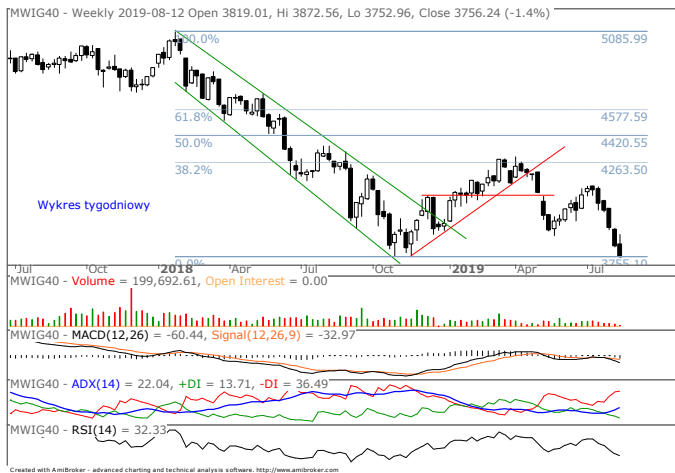 MWIG40 - Weekly 2019-08-12 Open 3819.01, Hi 3872.56, Lo 3752.96, Close 3756.24 (-1.4%)
100.0% 5085.99
61.8% 4577.59
50.0% 4420.55
38.2% 4263.50
Wykres tygodniowy
0.0% 3755.10
Jul Oct 2018 Apr Jul Oct 2019 Apr Jul
MWIG40 - Volume = 199,692.61, Open Interest = 0.00
MWIG40 - MACD(12,26) = -60.44, Signal(12,26,9) = -32.97
MWIG40 - ADX(14) = 22.04, +DI = 13.71, -DI = 36.49
MWIG40 - RSI(14) = 32.33
Created with AmiBroker - advanced charting and technical analysis software. http://www.amibroker.com